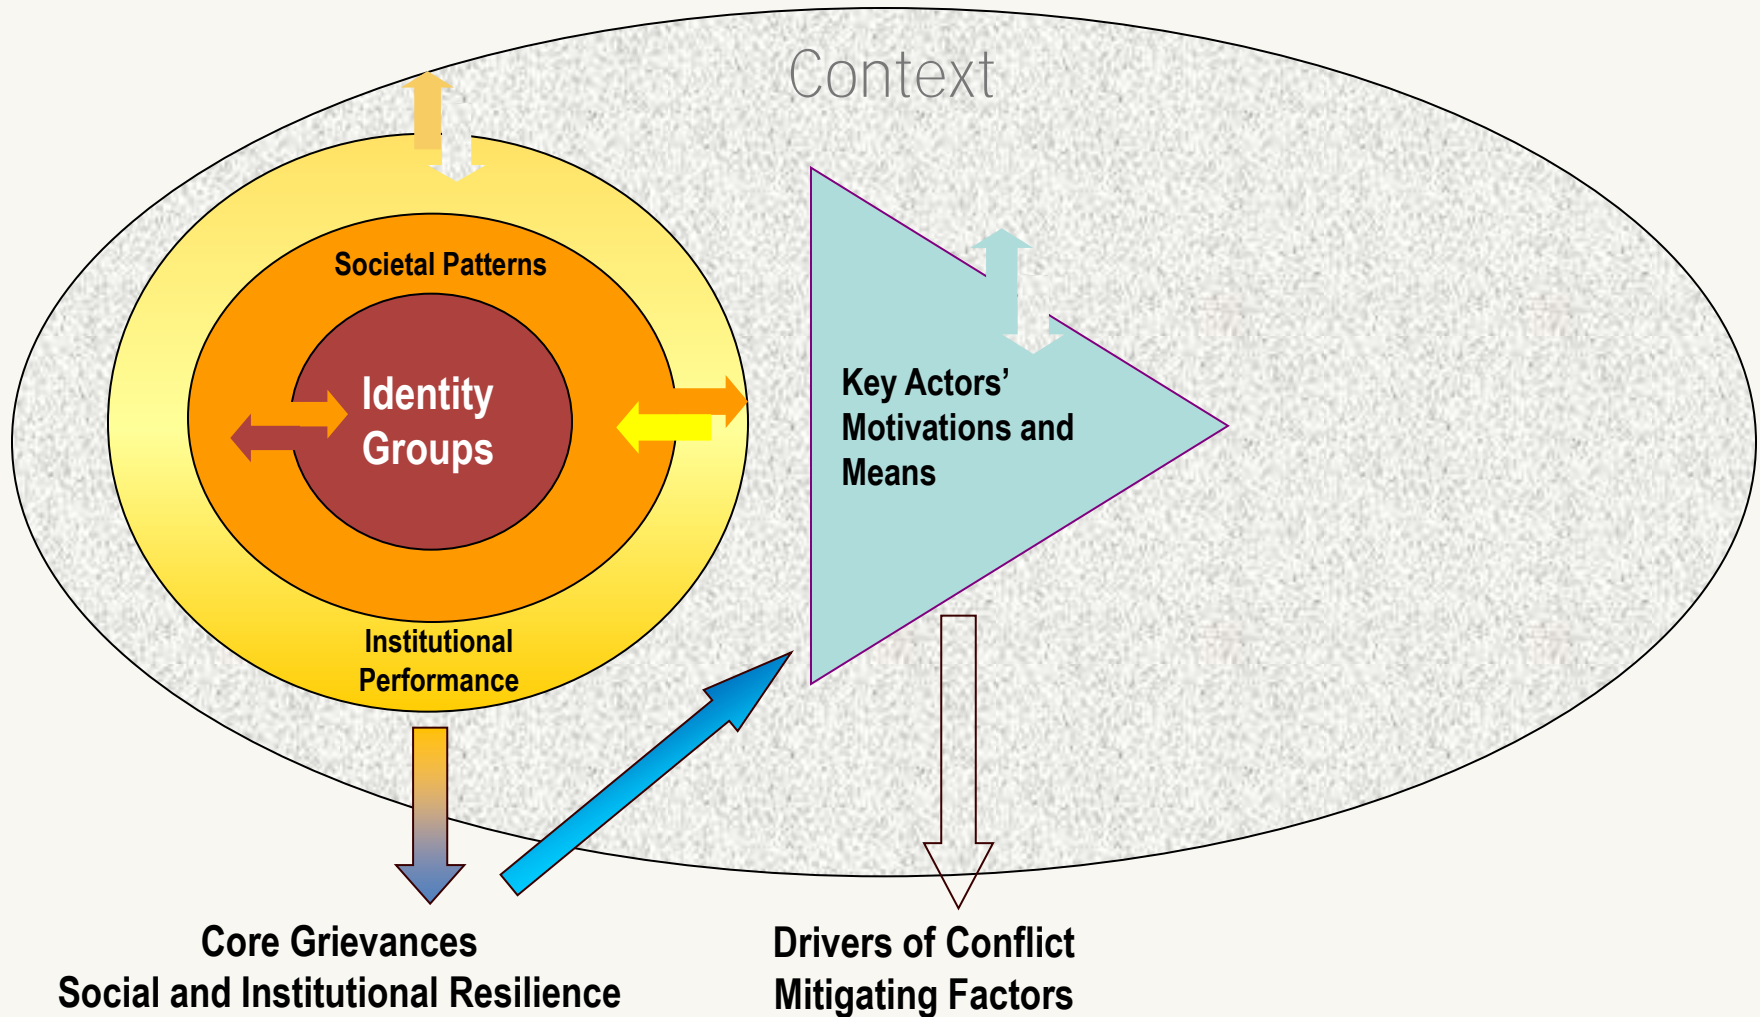 Context
Societal Patterns
Identity
Groups
Institutional
Performance
Key Actors’
Motivations and
Means
Core Grievances
Social and Institutional Resilience
Drivers of Conflict
Mitigating Factors